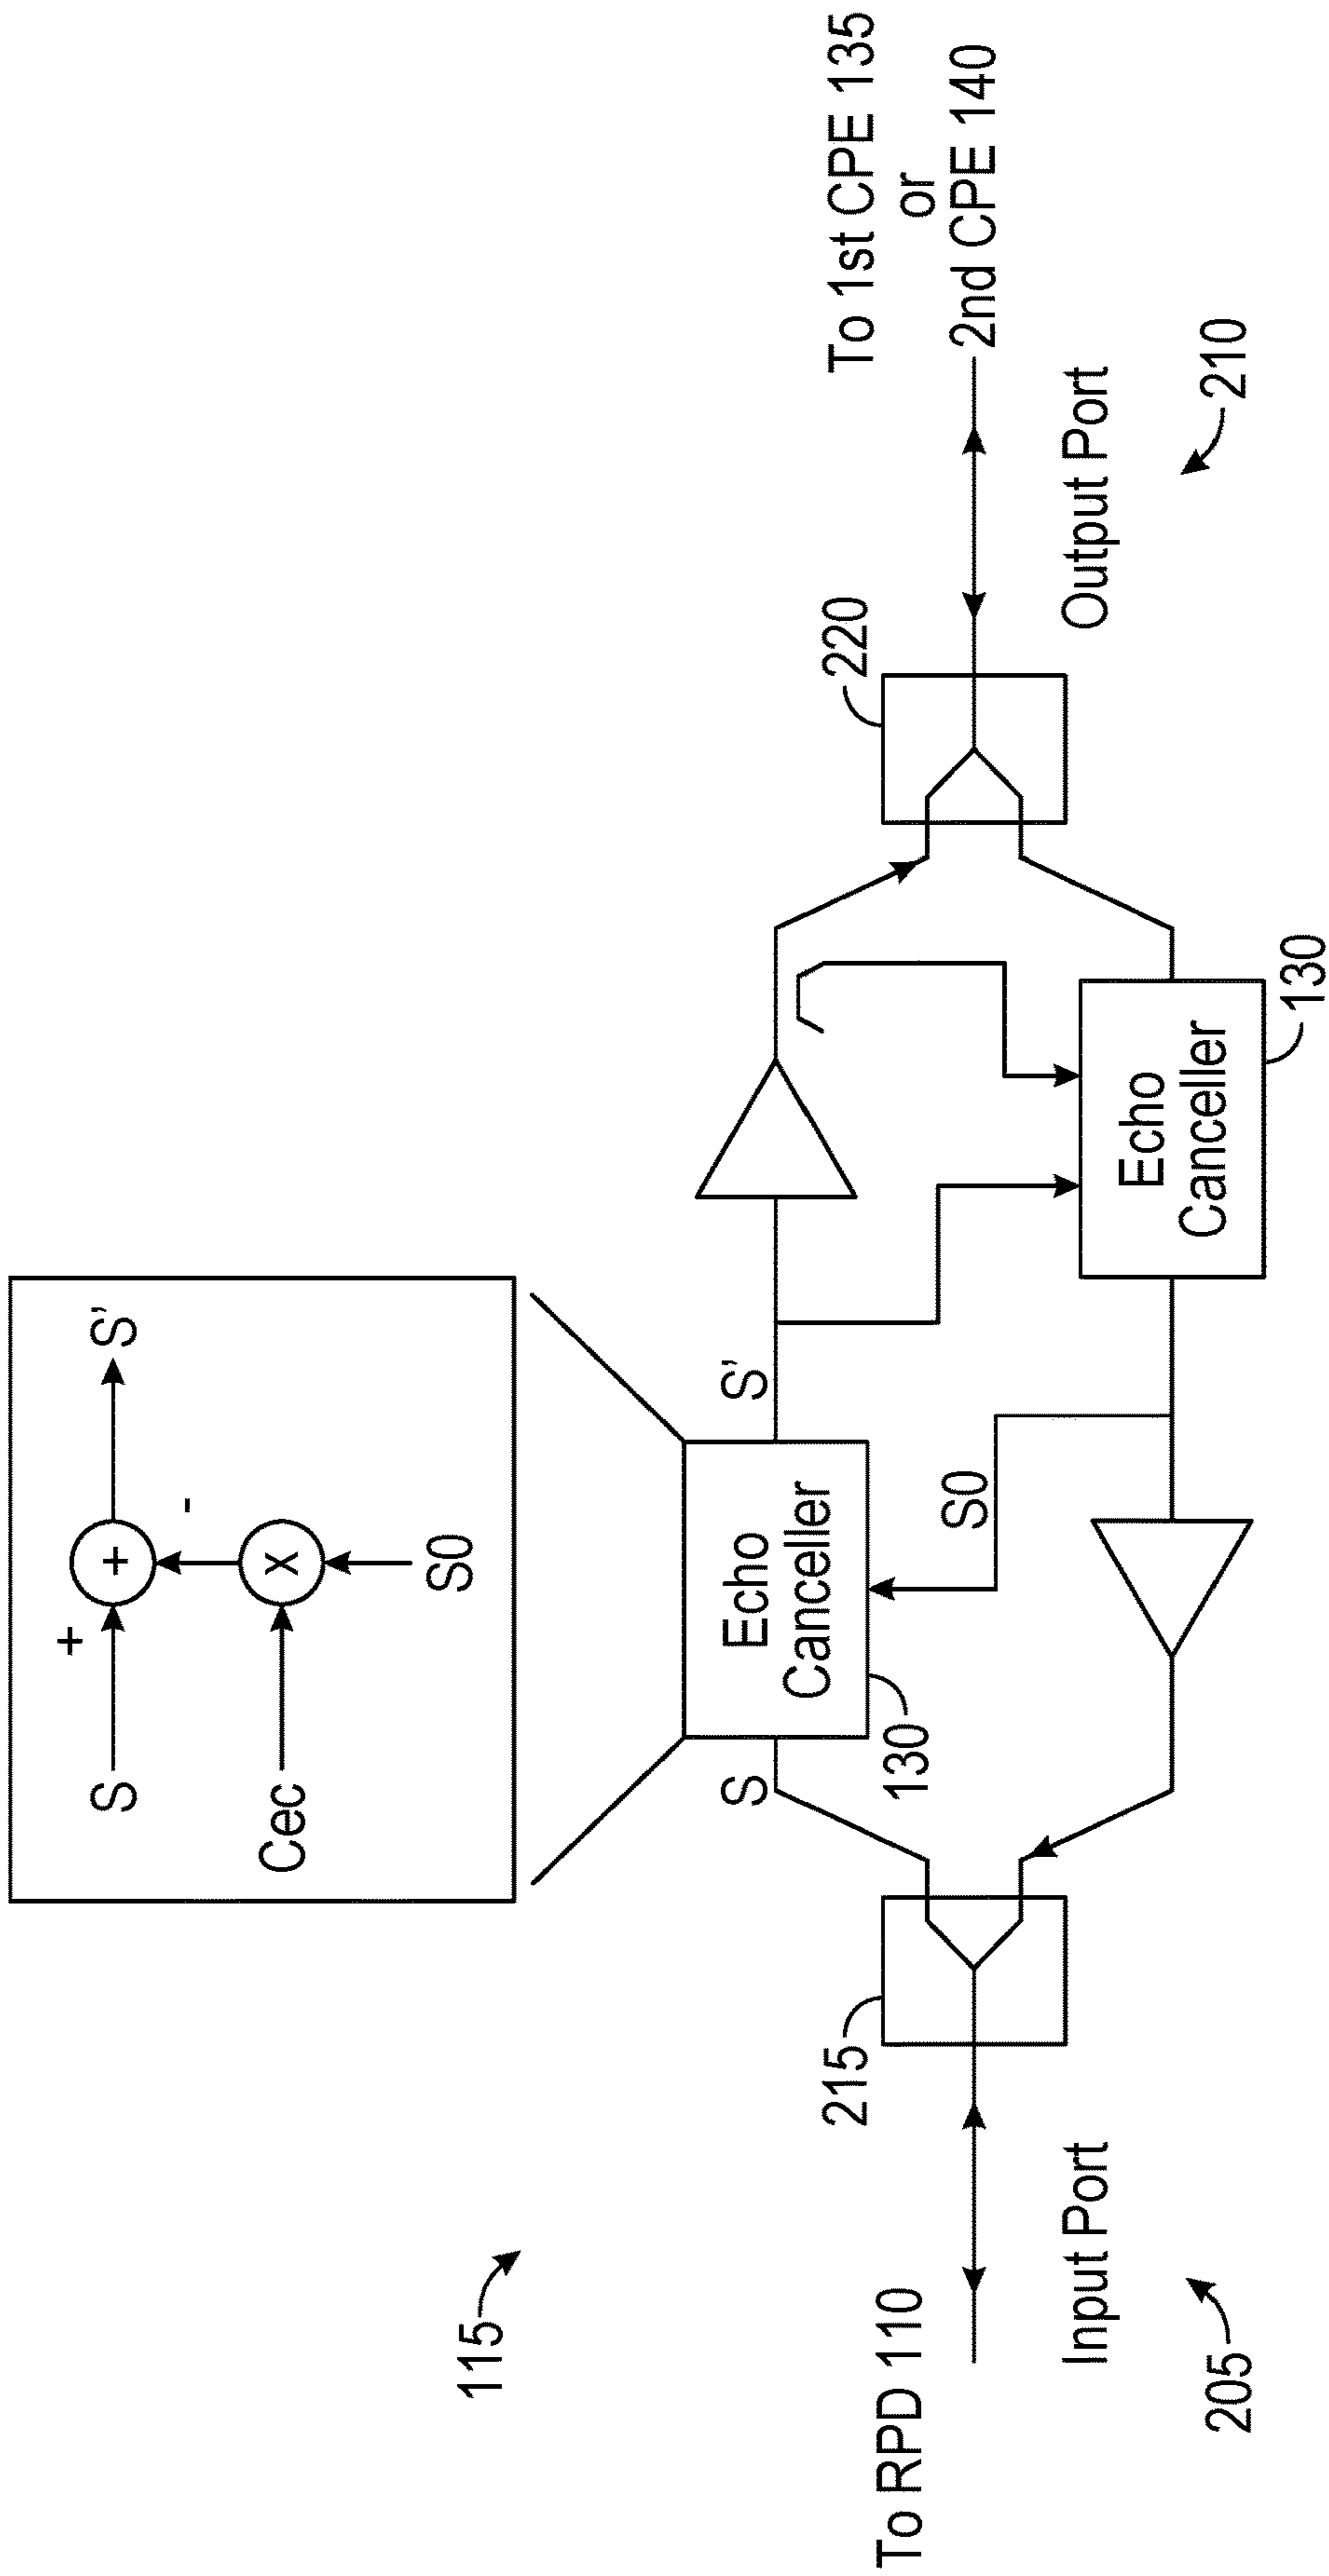 S
+
+
-
S'
Cec
x
S0
115
S
Echo
Canceller
130
S'
S0
To RPD 110
215
220
To 1st CPE 135
or
2nd CPE 140
Input Port
205
Echo
Canceller
130
Output Port
210